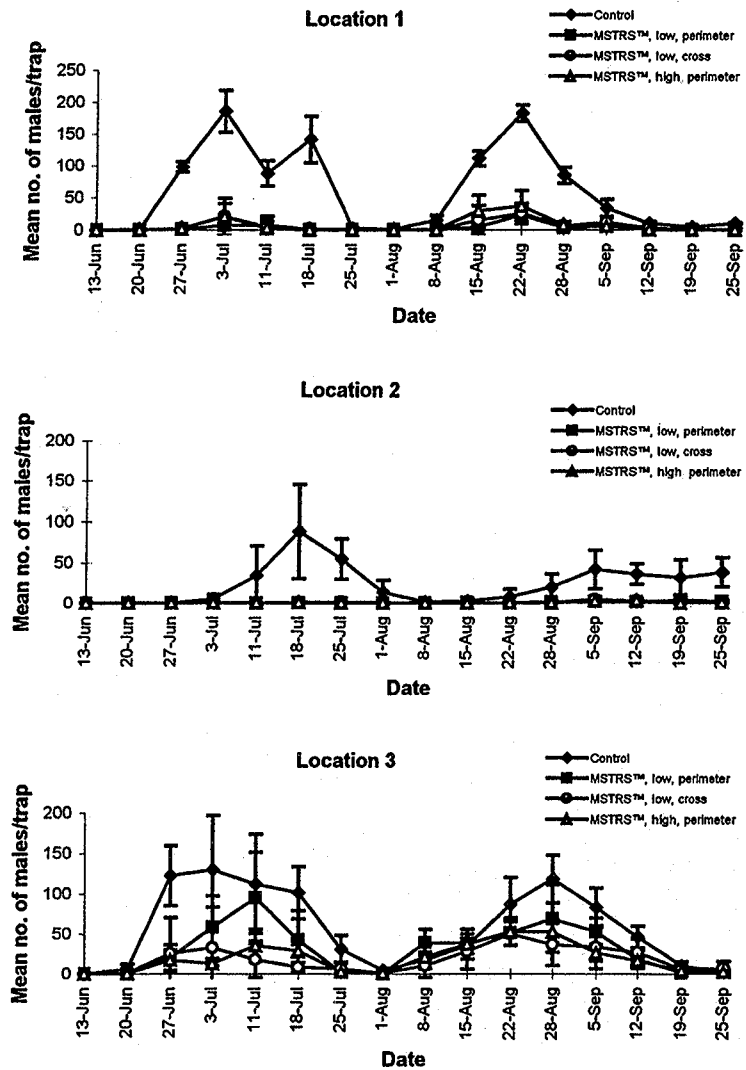 Location 1
Control
MSTRS™, low, perimeter
MSTRS™, low, cross
MSTRS™, high, perimeter
Mean no. of males/trap
250
200
150
100
50
0
13-Jun
20-Jun
27-Jun
3-Jul
11-Jul
18-Jul
25-Jul
1-Aug
8-Aug
15-Aug
22-Aug
28-Aug
5-Sep
12-Sep
19-Sep
25-Sep
Date
Location 2
Control
MSTRS™, low, perimeter
MSTRS™, low, cross
MSTRS™, high, perimeter
Mean no. of males/trap
200
150
100
50
0
13-Jun
20-Jun
27-Jun
3-Jul
11-Jul
18-Jul
25-Jul
1-Aug
8-Aug
15-Aug
22-Aug
28-Aug
5-Sep
12-Sep
19-Sep
25-Sep
Date
Location 3
Control
MSTRS™, low, perimeter
MSTRS™, low, cross
MSTRS™, high, perimeter
Mean no. of males/trap
200
150
100
50
0
13-Jun
20-Jun
27-Jun
3-Jul
11-Jul
18-Jul
25-Jul
1-Aug
8-Aug
15-Aug
22-Aug
28-Aug
5-Sep
12-Sep
19-Sep
25-Sep
Date